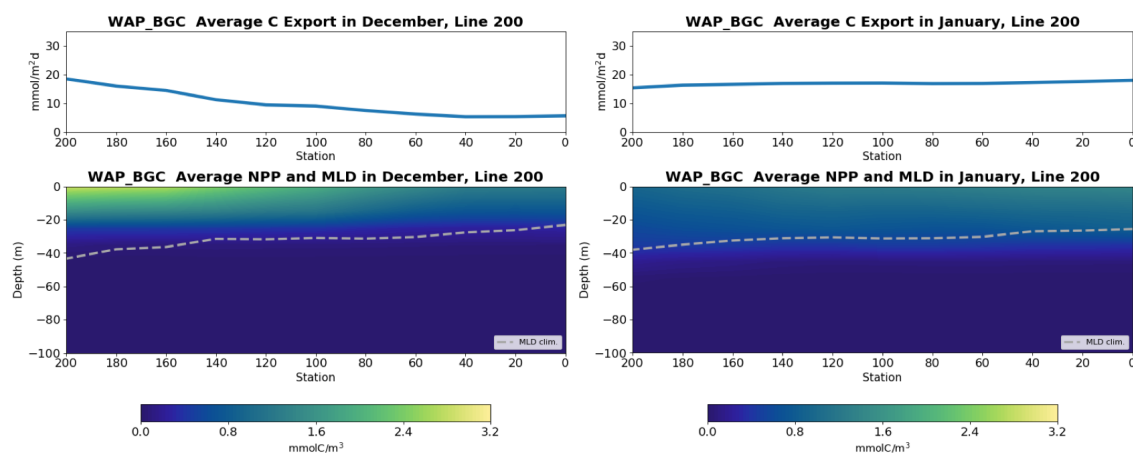 WAP_BGC Average C Export in December, Line 200
mmol/m²d
30
20
10
0
200 180 160 140 120 100 80 60 40 20 0
Station
WAP_BGC Average NPP and MLD in December, Line 200
Depth (m)
0
−20
−40
−60
−80
−100
MLD clim.
200 180 160 140 120 100 80 60 40 20 0
Station
0.0 0.8 1.6 2.4 3.2
mmolC/m³
WAP_BGC Average C Export in January, Line 200
mmol/m²d
30
20
10
0
200 180 160 140 120 100 80 60 40 20 0
Station
WAP_BGC Average NPP and MLD in January, Line 200
Depth (m)
0
−20
−40
−60
−80
−100
MLD clim.
200 180 160 140 120 100 80 60 40 20 0
Station
0.0 0.8 1.6 2.4 3.2
mmolC/m³